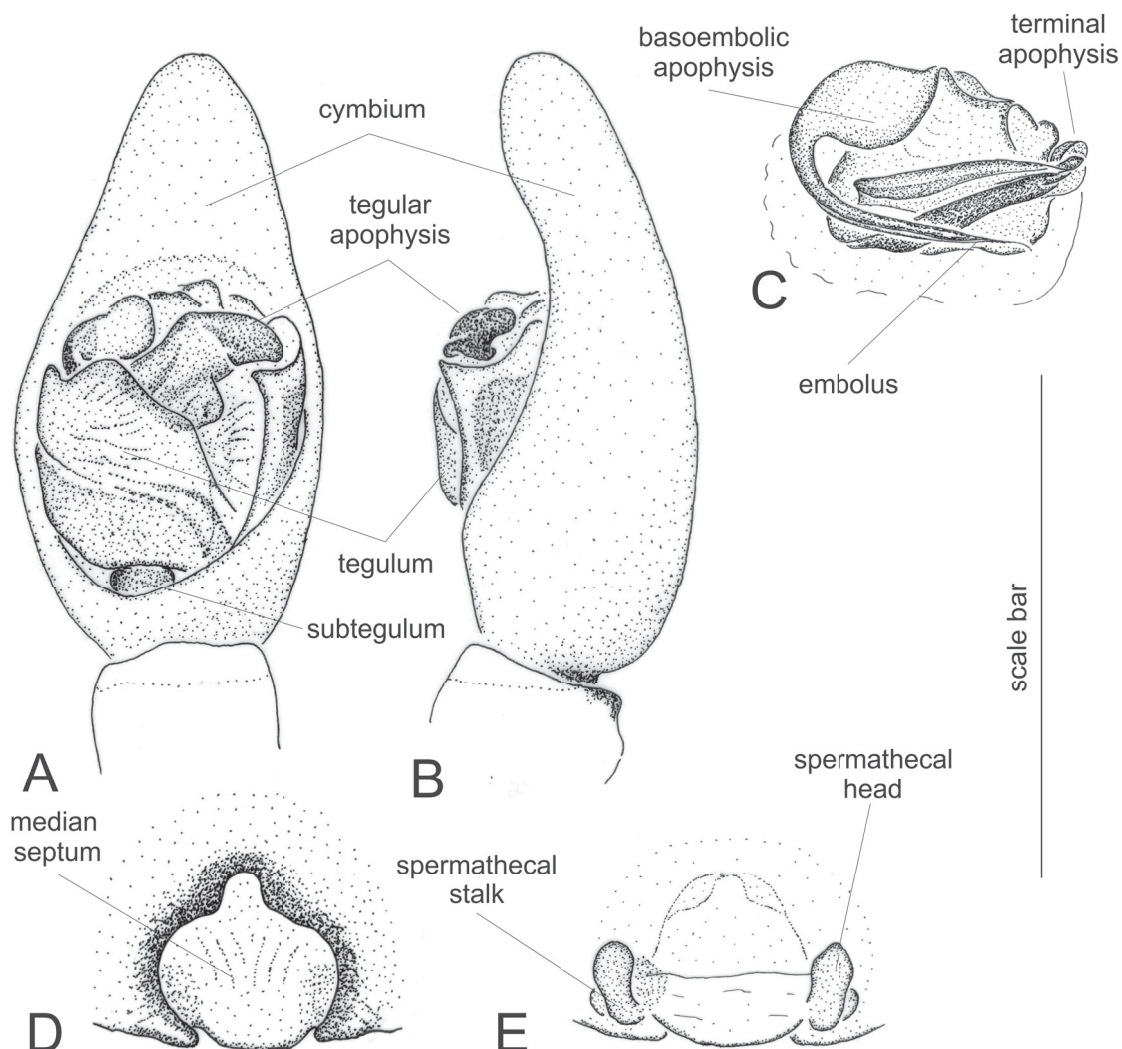 basoembolic
apophysis
terminal
apophysis
cymbium
tegular
apophysis
C
embolus
tegulum
subtegulum
scale bar
A
B
spermathecal
head
median
septum
spermathecal
stalk
D
E